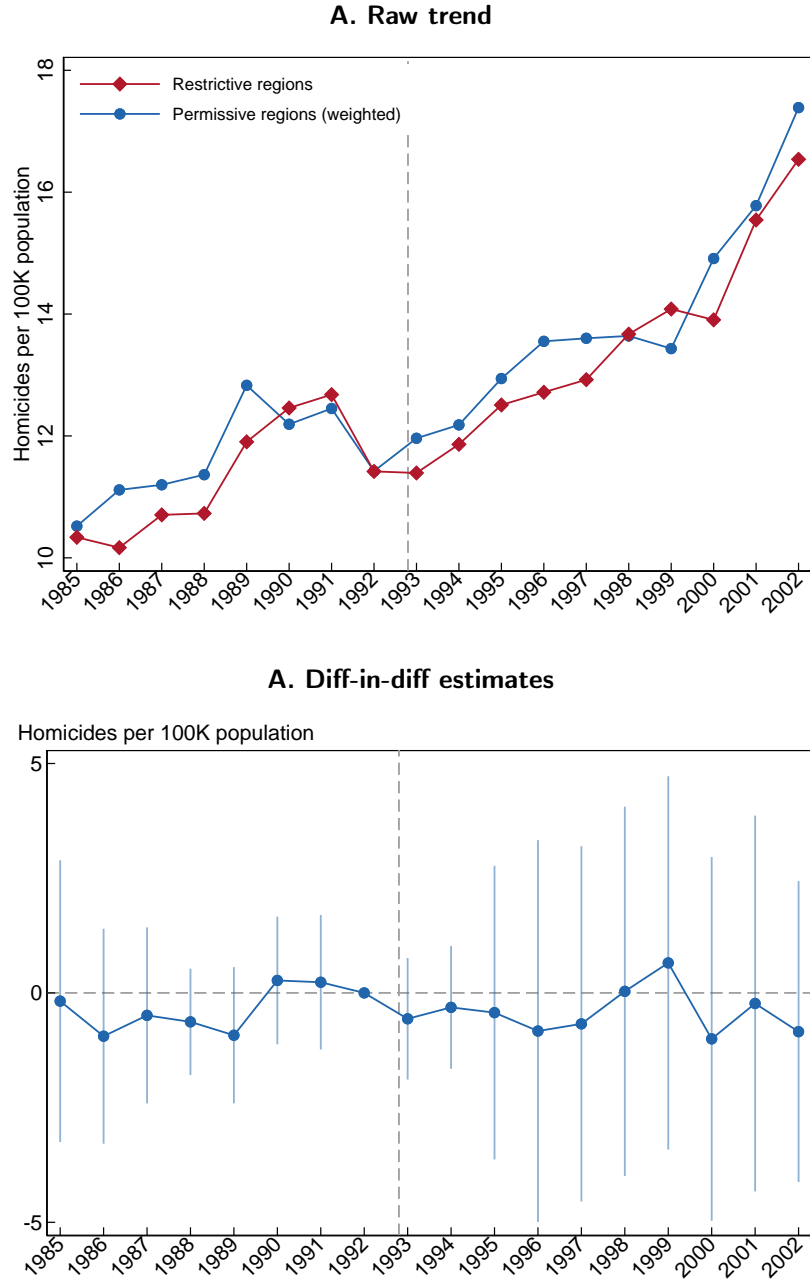 A. Raw trend
Restrictive regions
Permissive regions (weighted)
Homicides per 100K population
18
16
14
12
10
1985 1986 1987 1988 1989 1990 1991 1992 1993 1994 1995 1996 1997 1998 1999 2000 2001 2002
A. Diff-in-diff estimates
Homicides per 100K population
5
0
-5
1985 1986 1987 1988 1989 1990 1991 1992 1993 1994 1995 1996 1997 1998 1999 2000 2001 2002